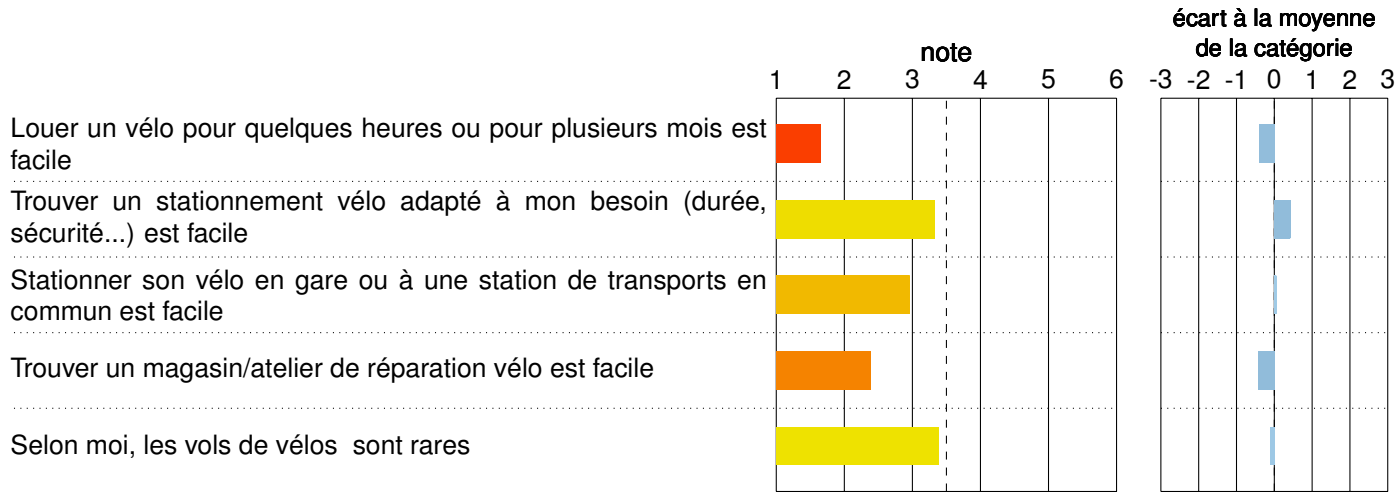 écart à la moyenne
note de la catégorie
1 2 3 4 5 6 -3 -2 -1 0 1 2 3
Louer un vélo pour quelques heures ou pour plusieurs mois est
facile
Trouver un stationnement vélo adapté à mon besoin (durée,
sécurité...) est facile
Stationner son vélo en gare ou à une station de transports en
commun est facile
Trouver un magasin/atelier de réparation vélo est facile
Selon moi, les vols de vélos sont rares